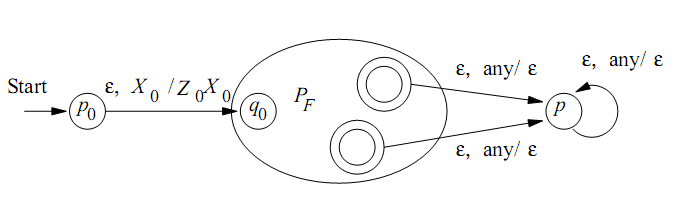 Start
p0
ε, X0 / Z0X0
q0
PF
ε, any/ ε
ε, any/ ε
p
ε, any/ ε